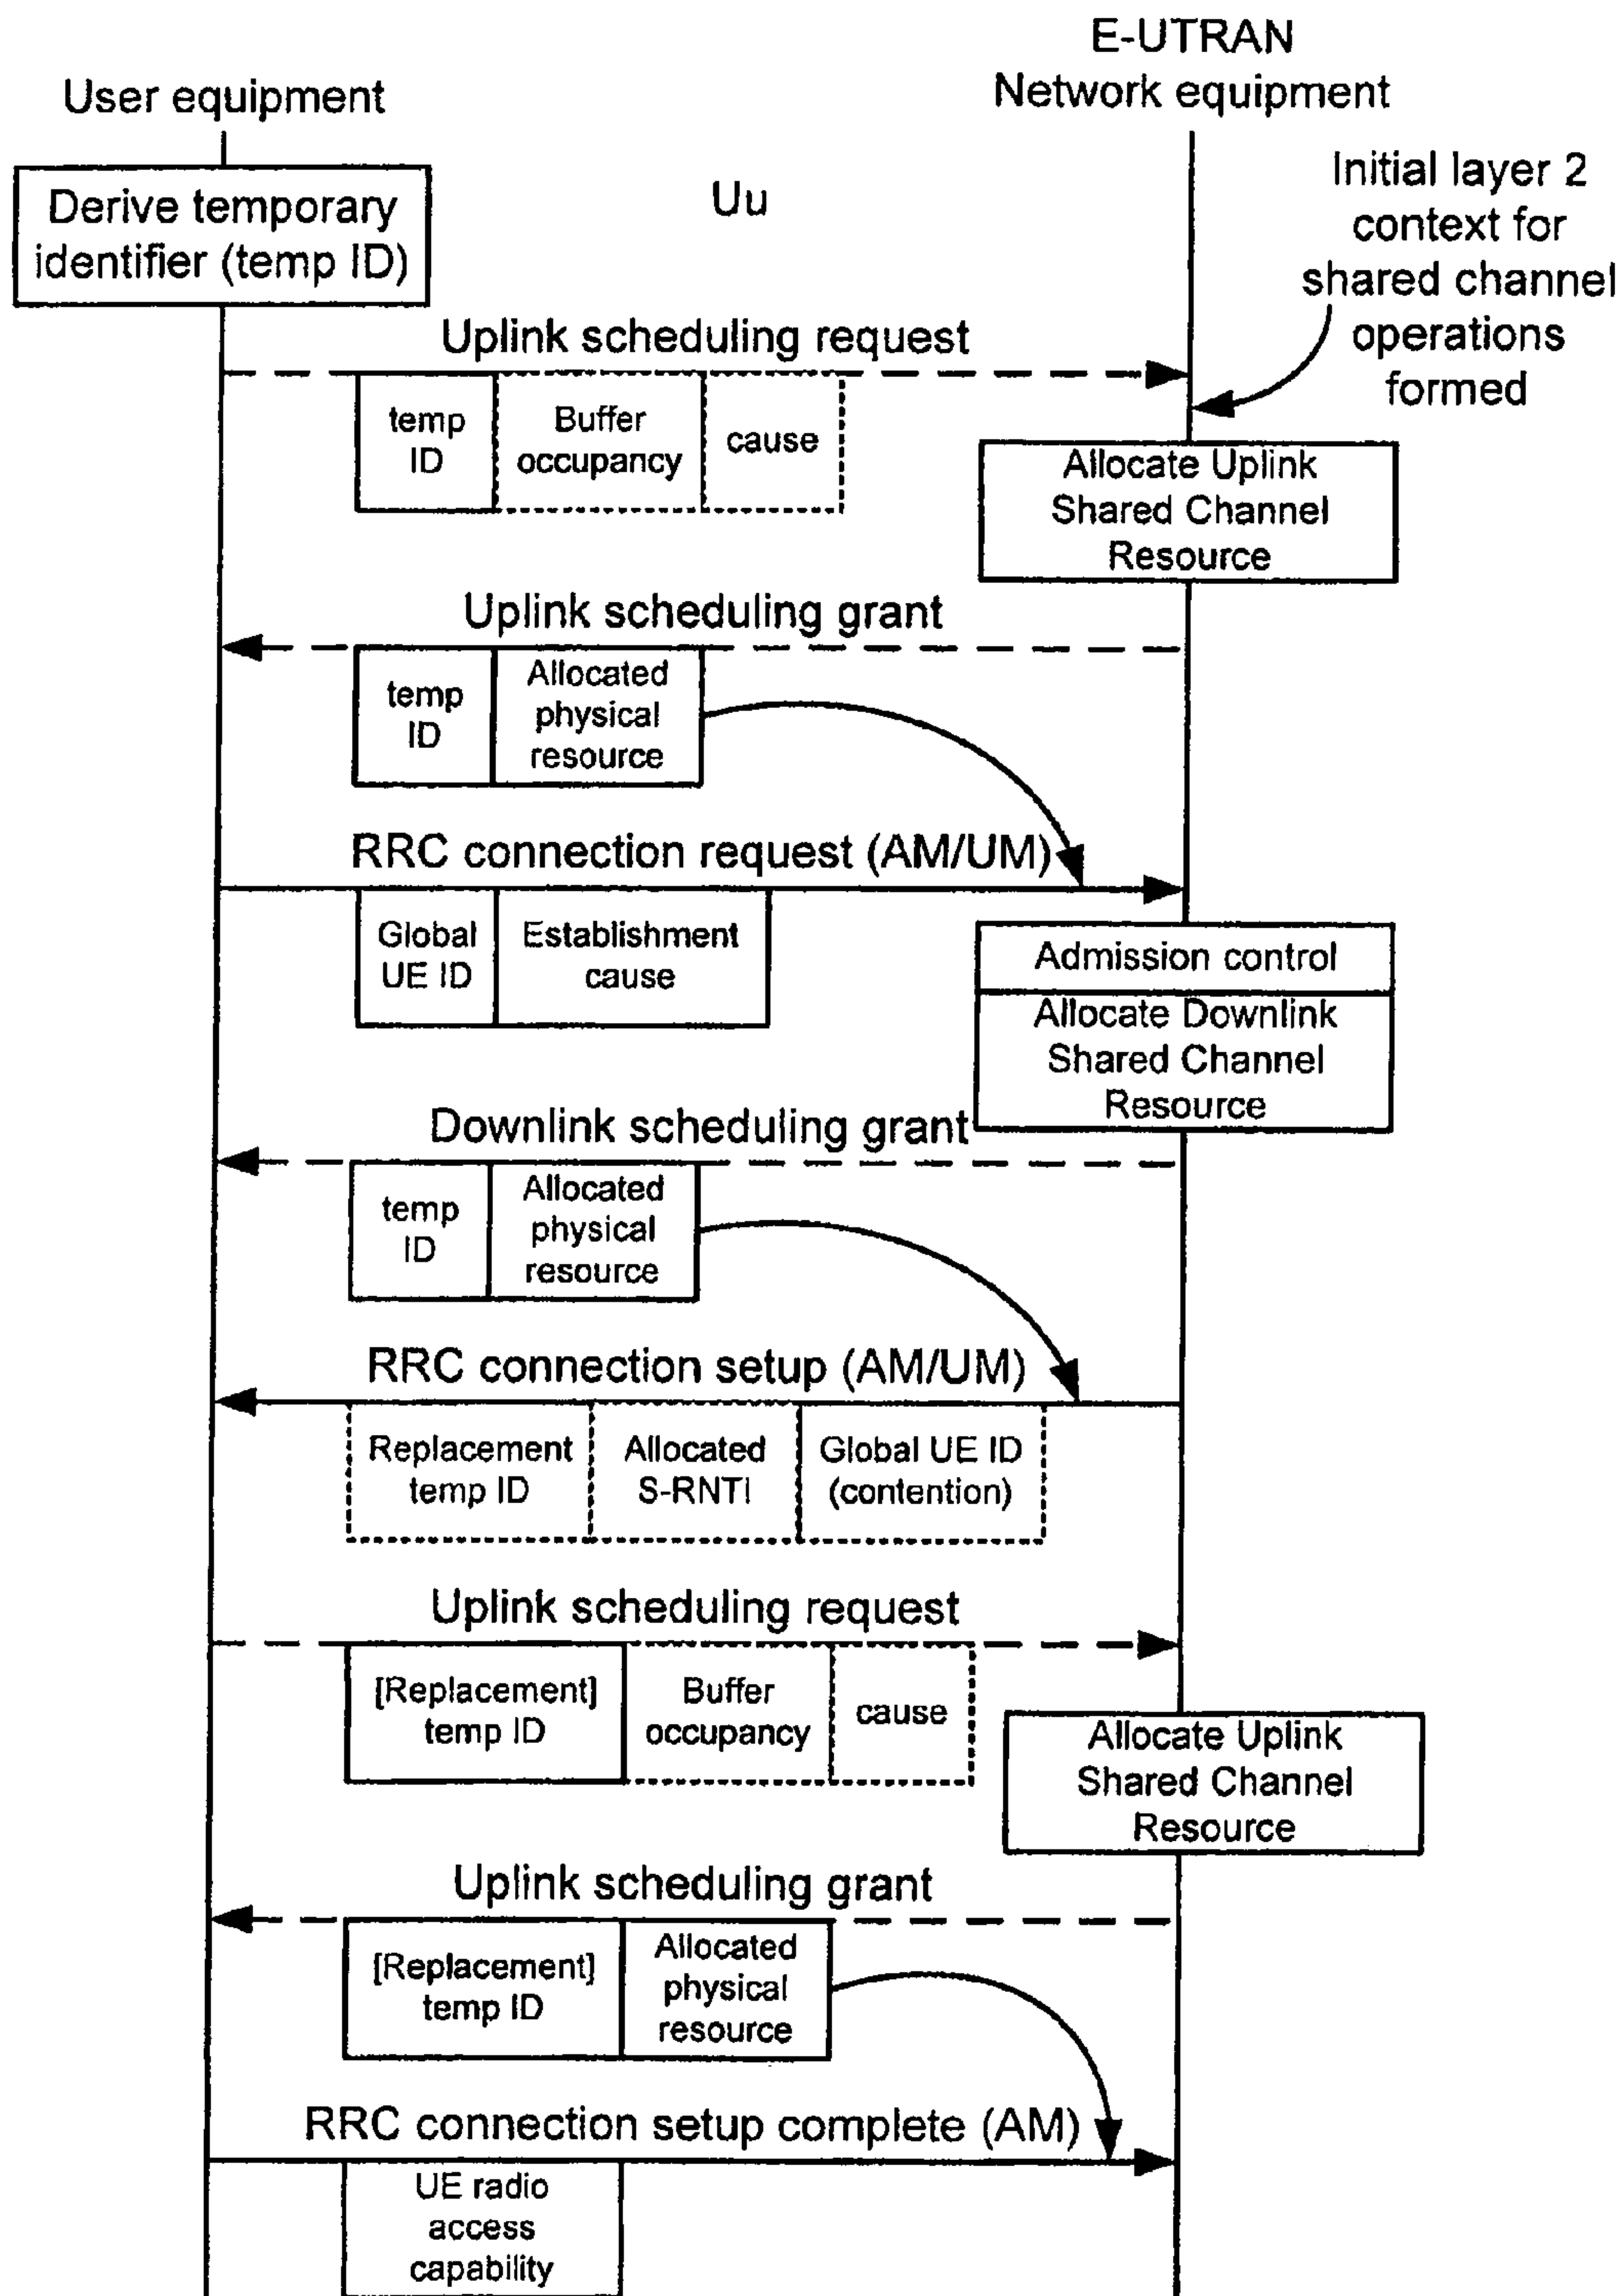 E-UTRAN
Network equipment
User equipment
Initial layer 2
context for
shared channel
operations
formed
Uu
Derive temporary
identifier (temp ID)
Uplink scheduling request
temp
ID
Buffer
occupancy
cause
Allocate Uplink
Shared Channel
Resource
Uplink scheduling grant
temp
ID
Allocated
physical
resource
RRC connection request (AM/UM)
Global
UE ID
Establishment
cause
Admission control
Allocate Downlink
Shared Channel
Resource
Downlink scheduling grant
temp
ID
Allocated
physical
resource
RRC connection setup (AM/UM)
Replacement
temp ID
Allocated
S-RNTI
Global UE ID
(contention)
Uplink scheduling request
[Replacement]
temp ID
Buffer
occupancy
cause
Allocate Uplink
Shared Channel
Resource
Uplink scheduling grant
[Replacement]
temp ID
Allocated
physical
resource
RRC connection setup complete (AM)
UE radio
access
capability